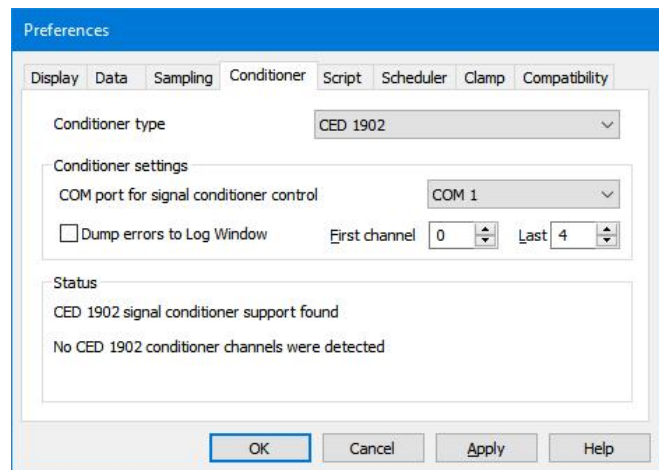 Preferences
Display Data Sampling Conditioner Script Scheduler Clamp Compatibility
Conditioner type CED 1902
Conditioner settings
COM port for signal conditioner control COM 1
Dump errors to Log Window First channel 0 Last 4
Status
CED 1902 signal conditioner support found
No CED 1902 conditioner channels were detected
OK Cancel Apply Help